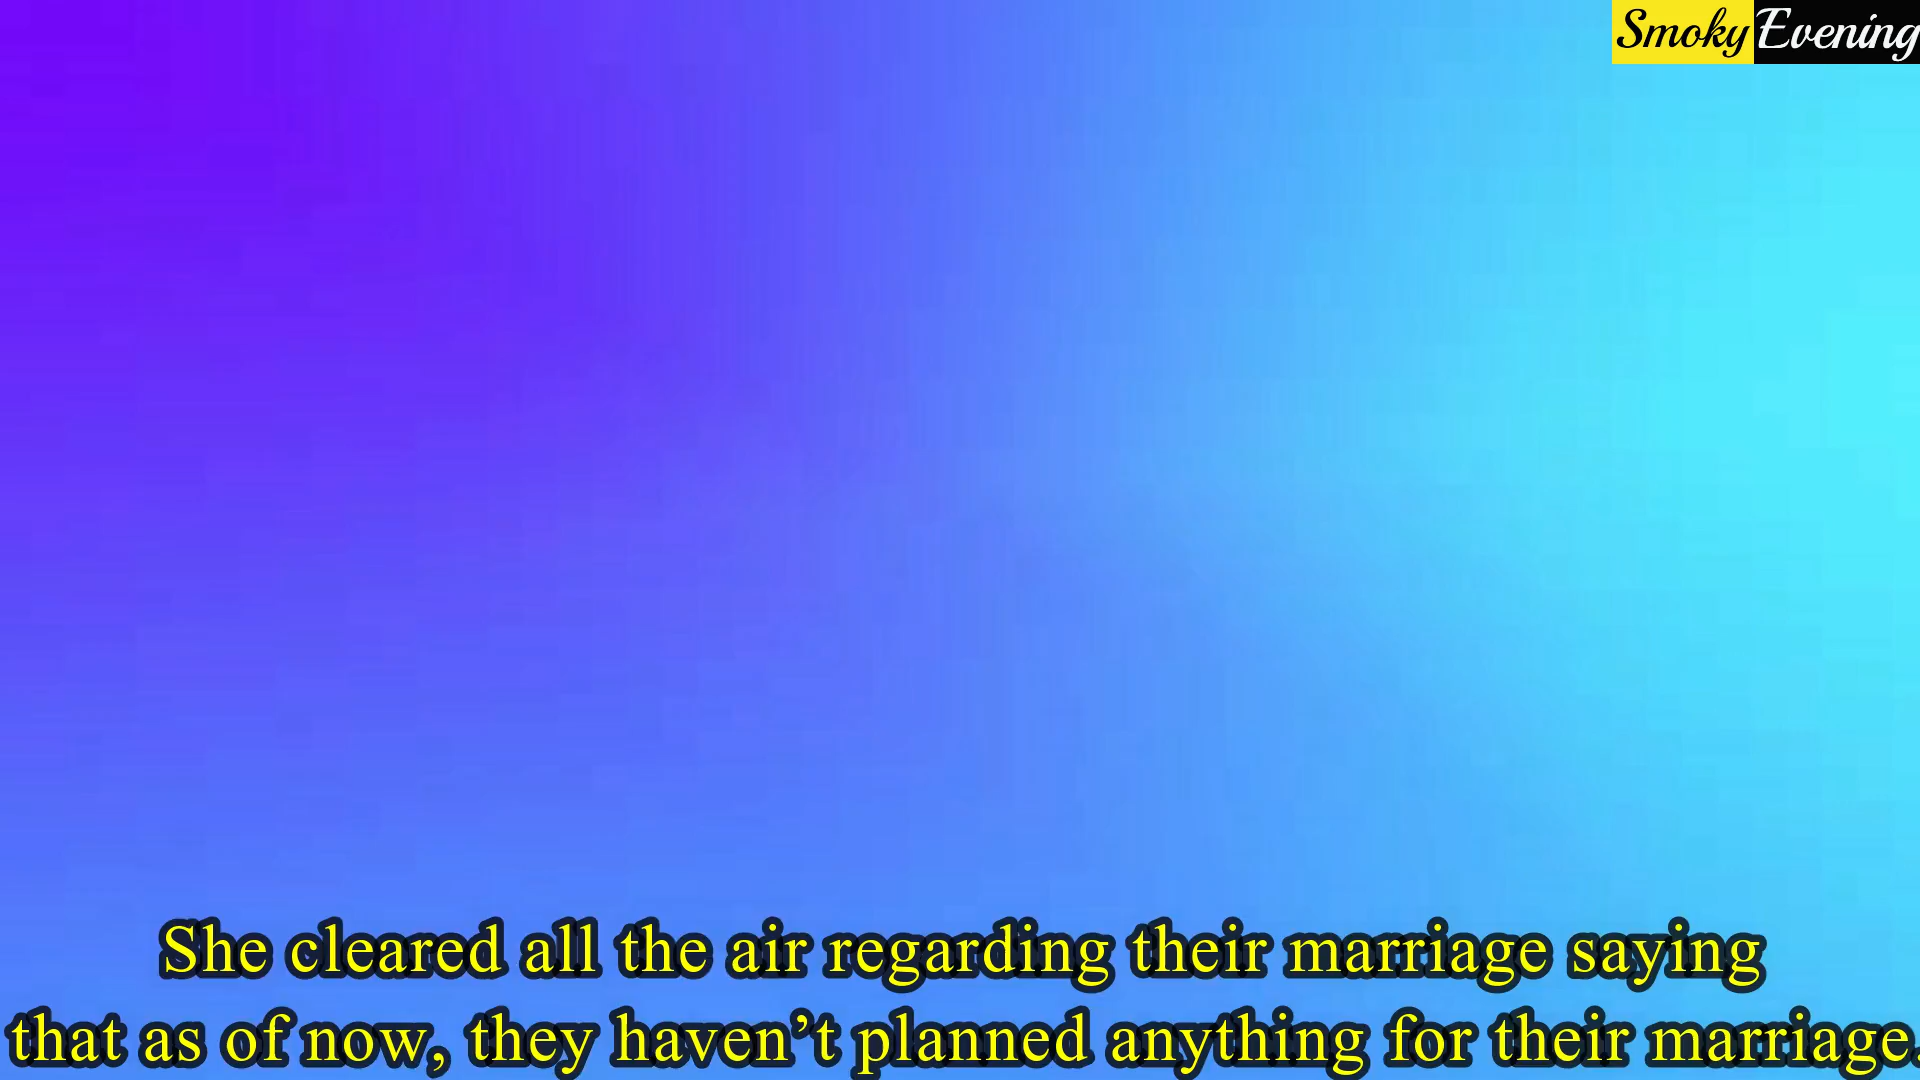 Smoky Evening
She cleared all the air regarding their marriage saying
that as of now, they haven’t planned anything for their marriage.